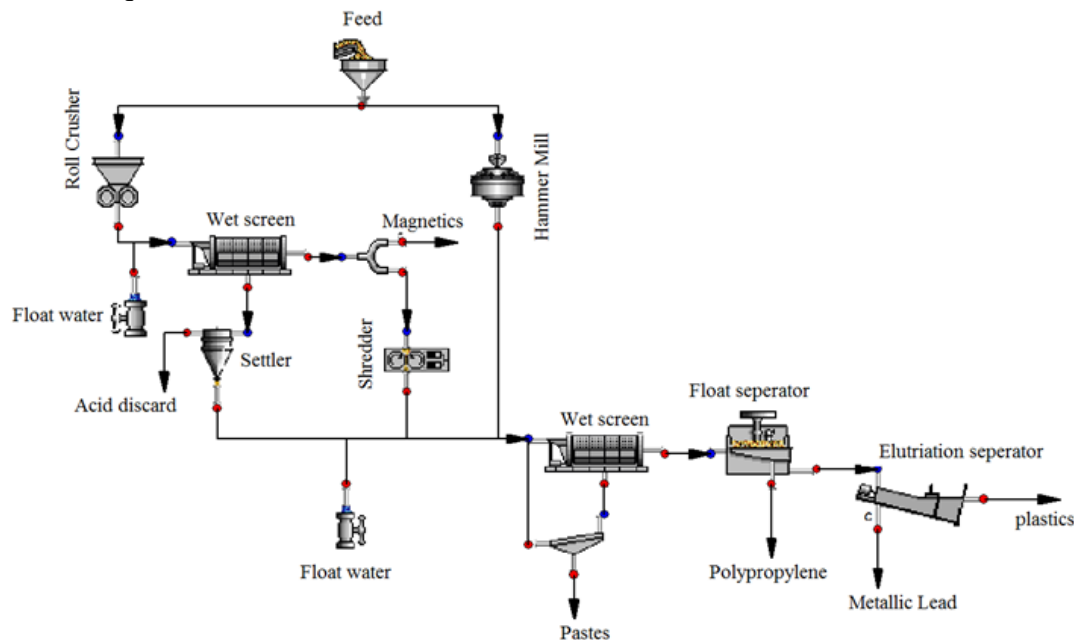 Feed
Roll Crusher
Hammer Mill
Wet screen
Magnetics
Float water
Settler
Shredder
Acid discard
Float seperator
Wet screen
Elutriation seperator
plastics
Float water
Polypropylene
Metallic Lead
Pastes